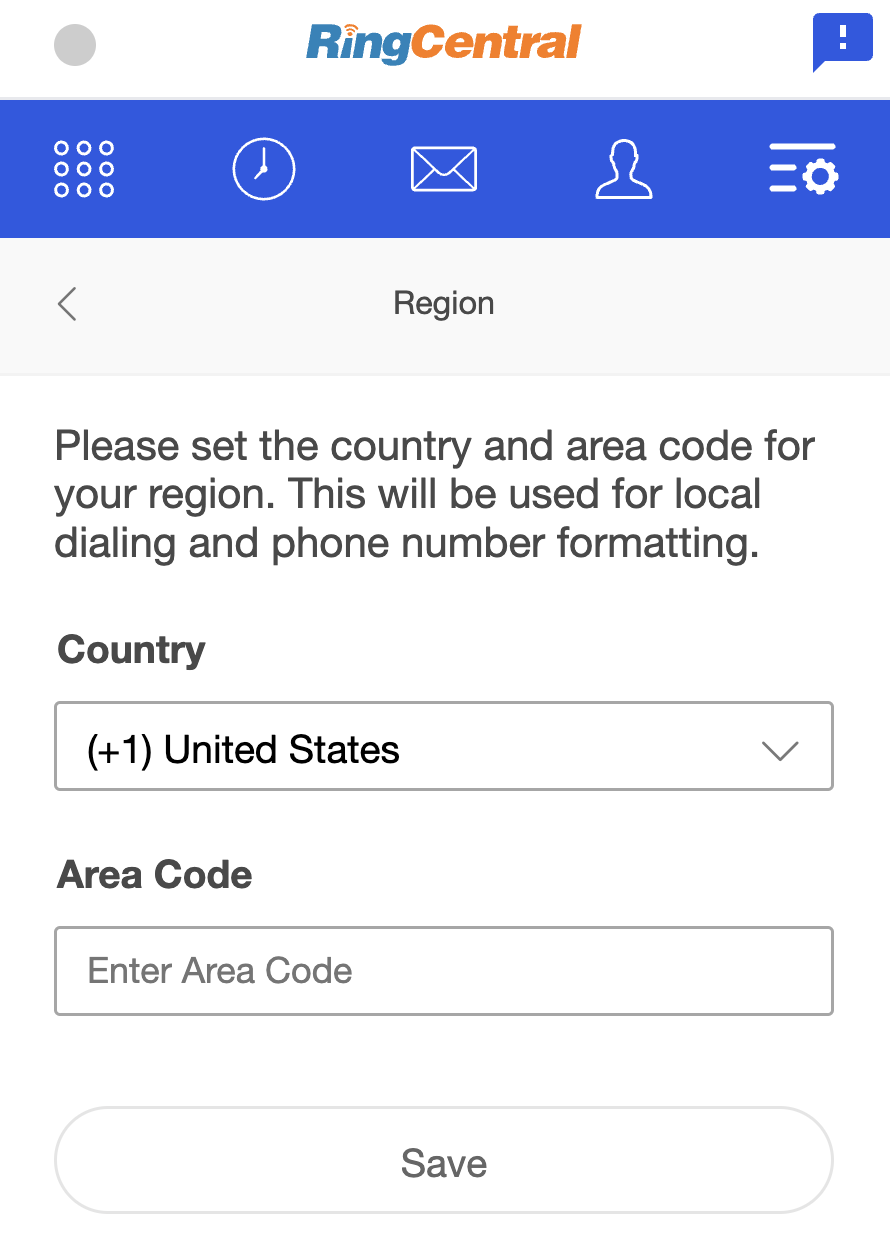 RingCentral
Region
Please set the country and area code for
your region. This will be used for local
dialing and phone number formatting.
Country
(+1) United States
Area Code
Enter Area Code
Save